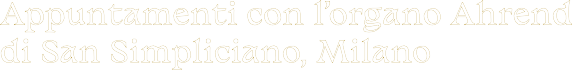 Appuntamenti con l'organo Ahrend
di San Simpliciano, Milano